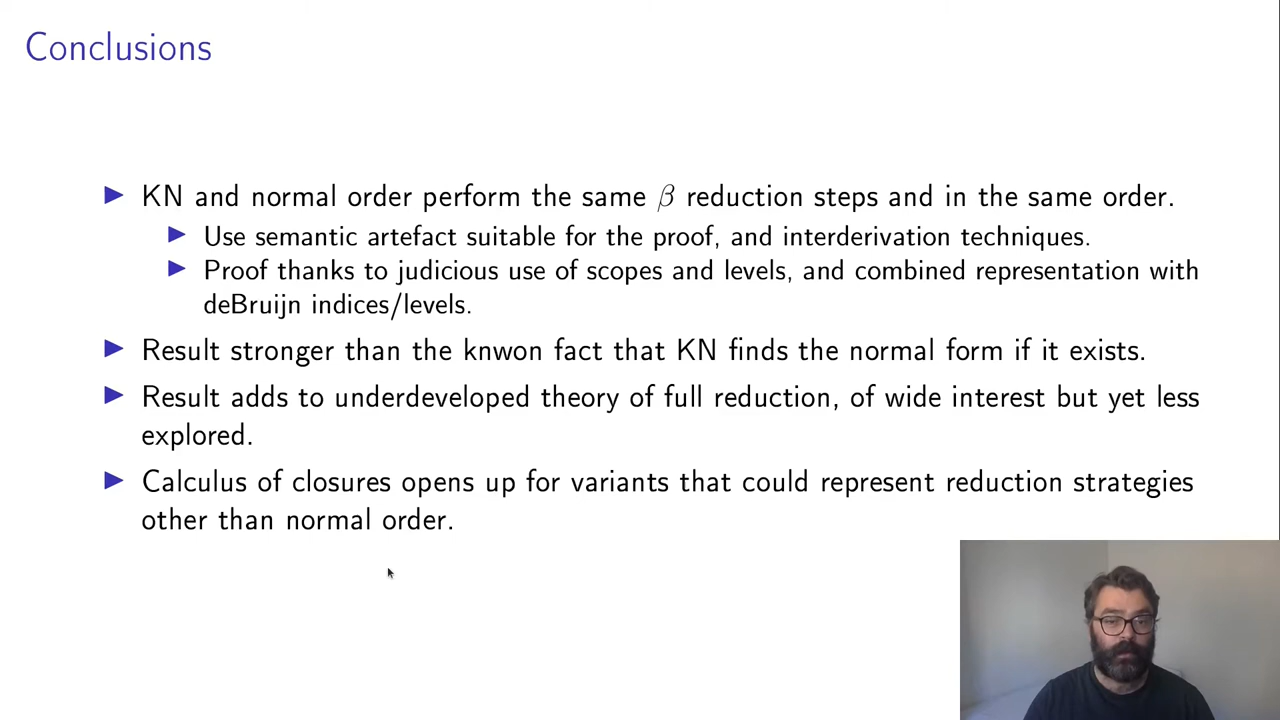 Conclusions
KN and normal order perform the same β reduction steps and in the same order.
Use semantic artefact suitable for the proof, and interderivation techniques.
Proof thanks to judicious use of scopes and levels, and combined representation with
deBruijn indices/levels.
Result stronger than the knwon fact that KN finds the normal form if it exists.
Result adds to underdeveloped theory of full reduction, of wide interest but yet less
explored.
Calculus of closures opens up for variants that could represent reduction strategies
other than normal order.